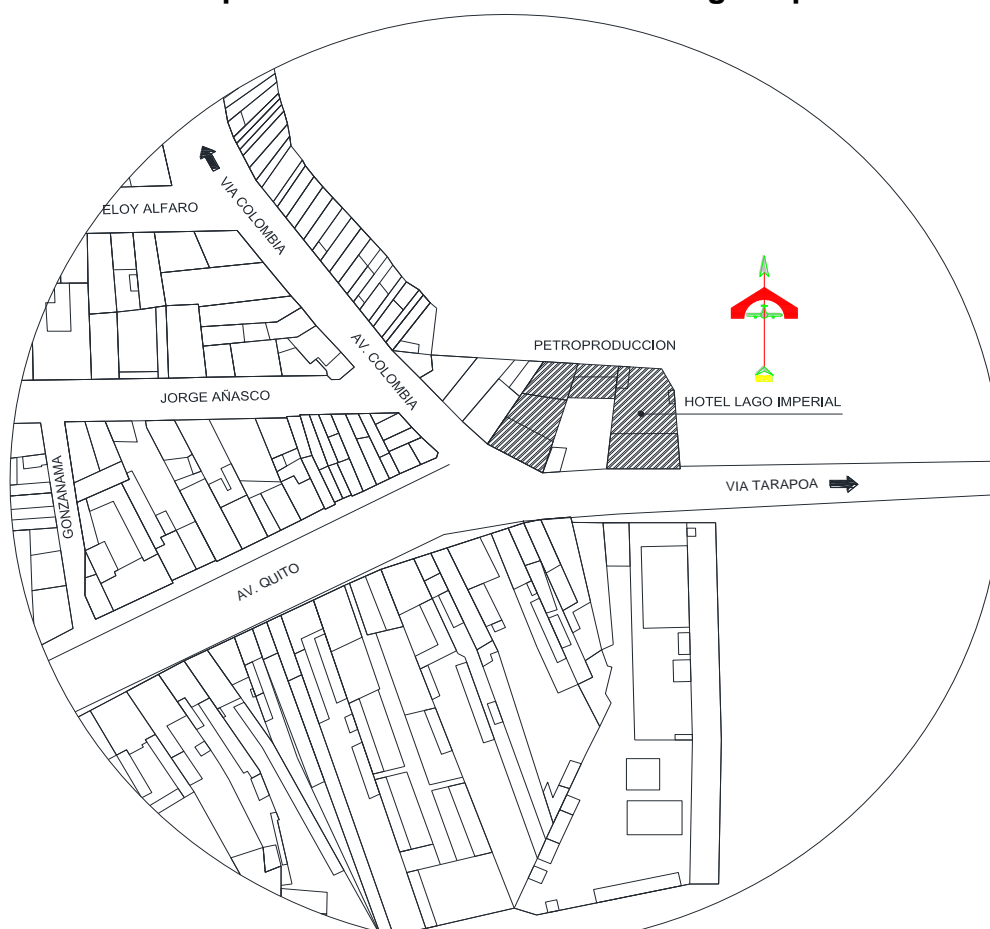 ELOY ALFARO
VIA COLOMBIA
AV. COLOMBIA
PETROPRODUCCION
JORGE AÑASCO
HOTEL LAGO IMPERIAL
GONZANAMA
VIA TARAPOA
AV. QUITO